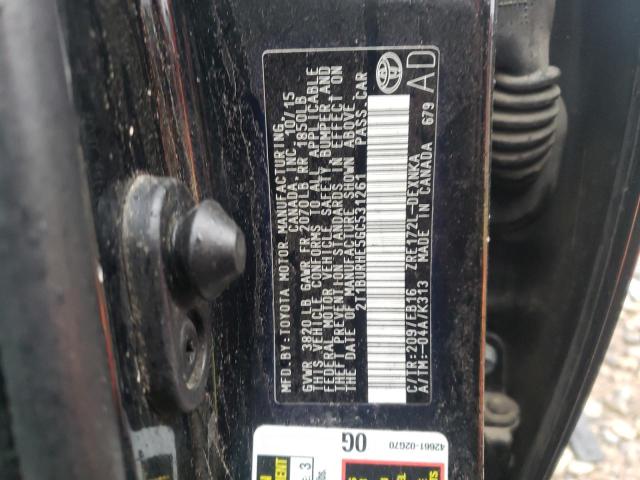 MFD.BY:TOYOTA MOTOR MANUFACTURING
CANADA, INC. 10/15
GVWR 3820LB GAWR FR 2070LB RR 1850LB
THIS VEHICLE CONFORMS TO ALL APPLICABLE
FEDERAL MOTOR VEHICLE SAFETY, BUMPER AND
THEFT PREVENTION STANDARDS IN EFFECT ON
THE DATE OF MANUFACTURE SHOWN ABOVE.
2T1BURHE5GC531261 PASS.CAR
C/TR:209/FB16 ZRE172L-DEXNKA
A/TM:-04A/K313 MADE IN CANADA 679
AD
0G
42661-02G70